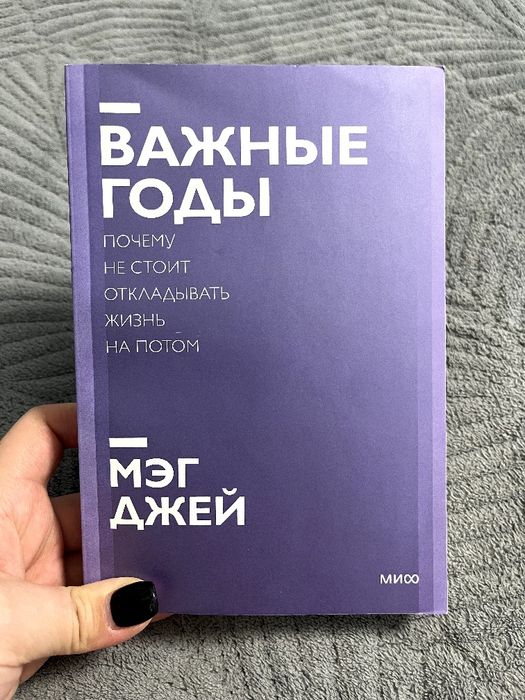 ВАЖНЫЕ
ГОДЫ
ПОЧЕМУ
НЕ СТОИТ
ОТКЛАДЫВАТЬ
ЖИЗНЬ
НА ПОТОМ
МЭГ
ДЖЕЙ
МИФ